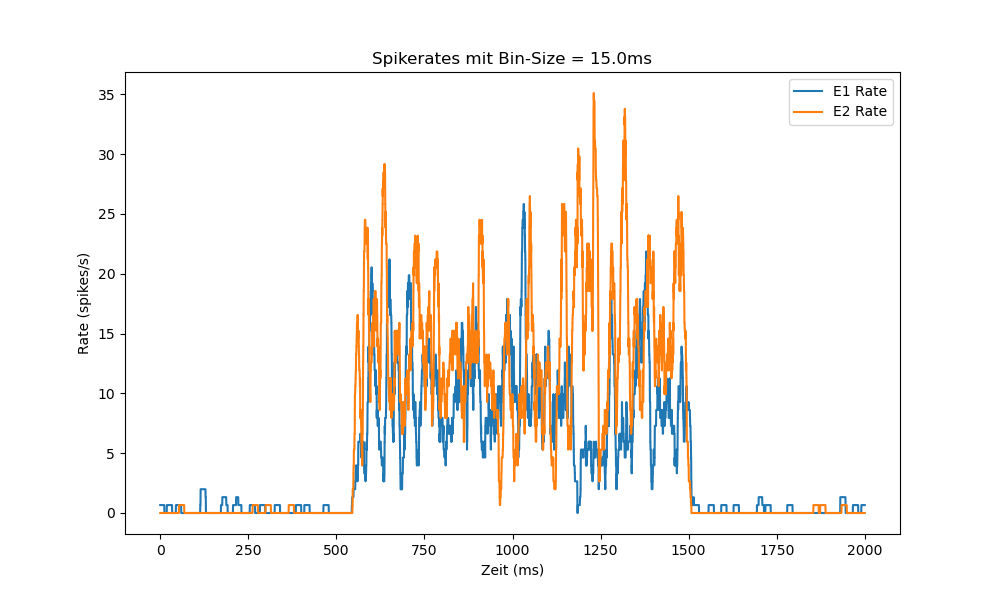 Spikerates mit Bin-Size = 15.0ms
E1 Rate
E2 Rate
35
30
25
20
15
10
5
0
Rate (spikes/s)
0 250 500 750 1000 1250 1500 1750 2000
Zeit (ms)